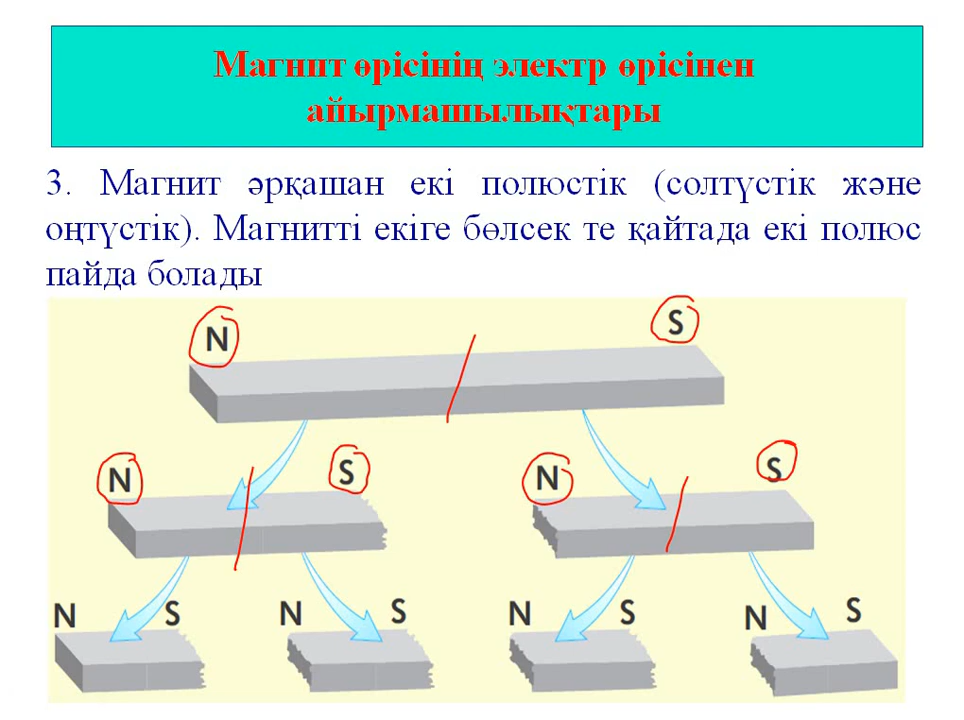 Магнпт өрісінің электр өрісінен
айырмашылықтары
3. Магнит әрқашан екі полюстік (солтүстік және
оңтүстік). Магнитті екіге бөлсек те қайтада екі полюс
пайда болады
N S
N S N S
N S N S N S N S